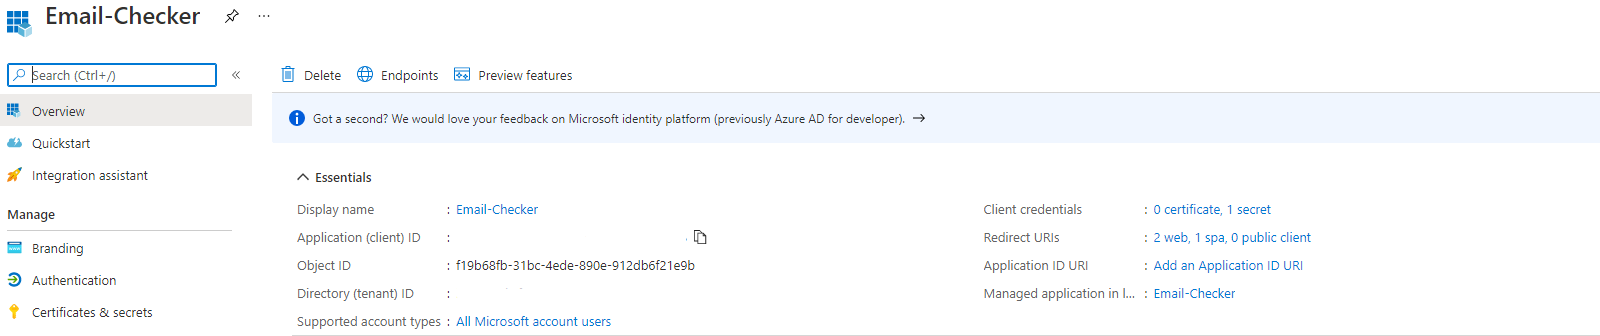 Email-Checker
Search (Ctrl+/)
Overview
Quickstart
Integration assistant
Manage
Branding
Authentication
Certificates & secrets
Delete Endpoints Preview features
Got a second? We would love your feedback on Microsoft identity platform (previously Azure AD for developer).
Essentials
Display name : Email-Checker
Application (client) ID :
Object ID : f19b68fb-31bc-4ede-890e-912db6f21e9b
Directory (tenant) ID :
Supported account types : All Microsoft account users
Client credentials : 0 certificate, 1 secret
Redirect URIs : 2 web, 1 spa, 0 public client
Application ID URI : Add an Application ID URI
Managed application in l... : Email-Checker